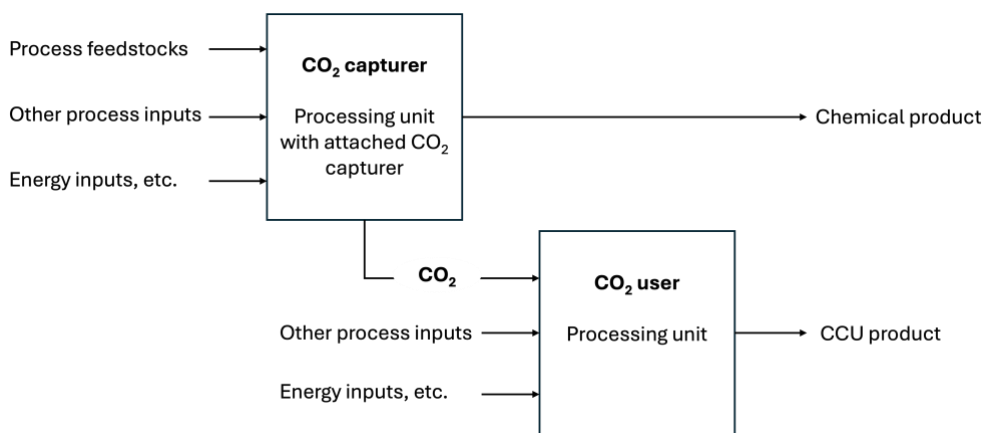 Process feedstocks
Other process inputs
Energy inputs, etc.
CO₂ capturer
Processing unit
with attached CO₂
capturer
Chemical product
CO₂
Other process inputs
Energy inputs, etc.
CO₂ user
Processing unit
CCU product